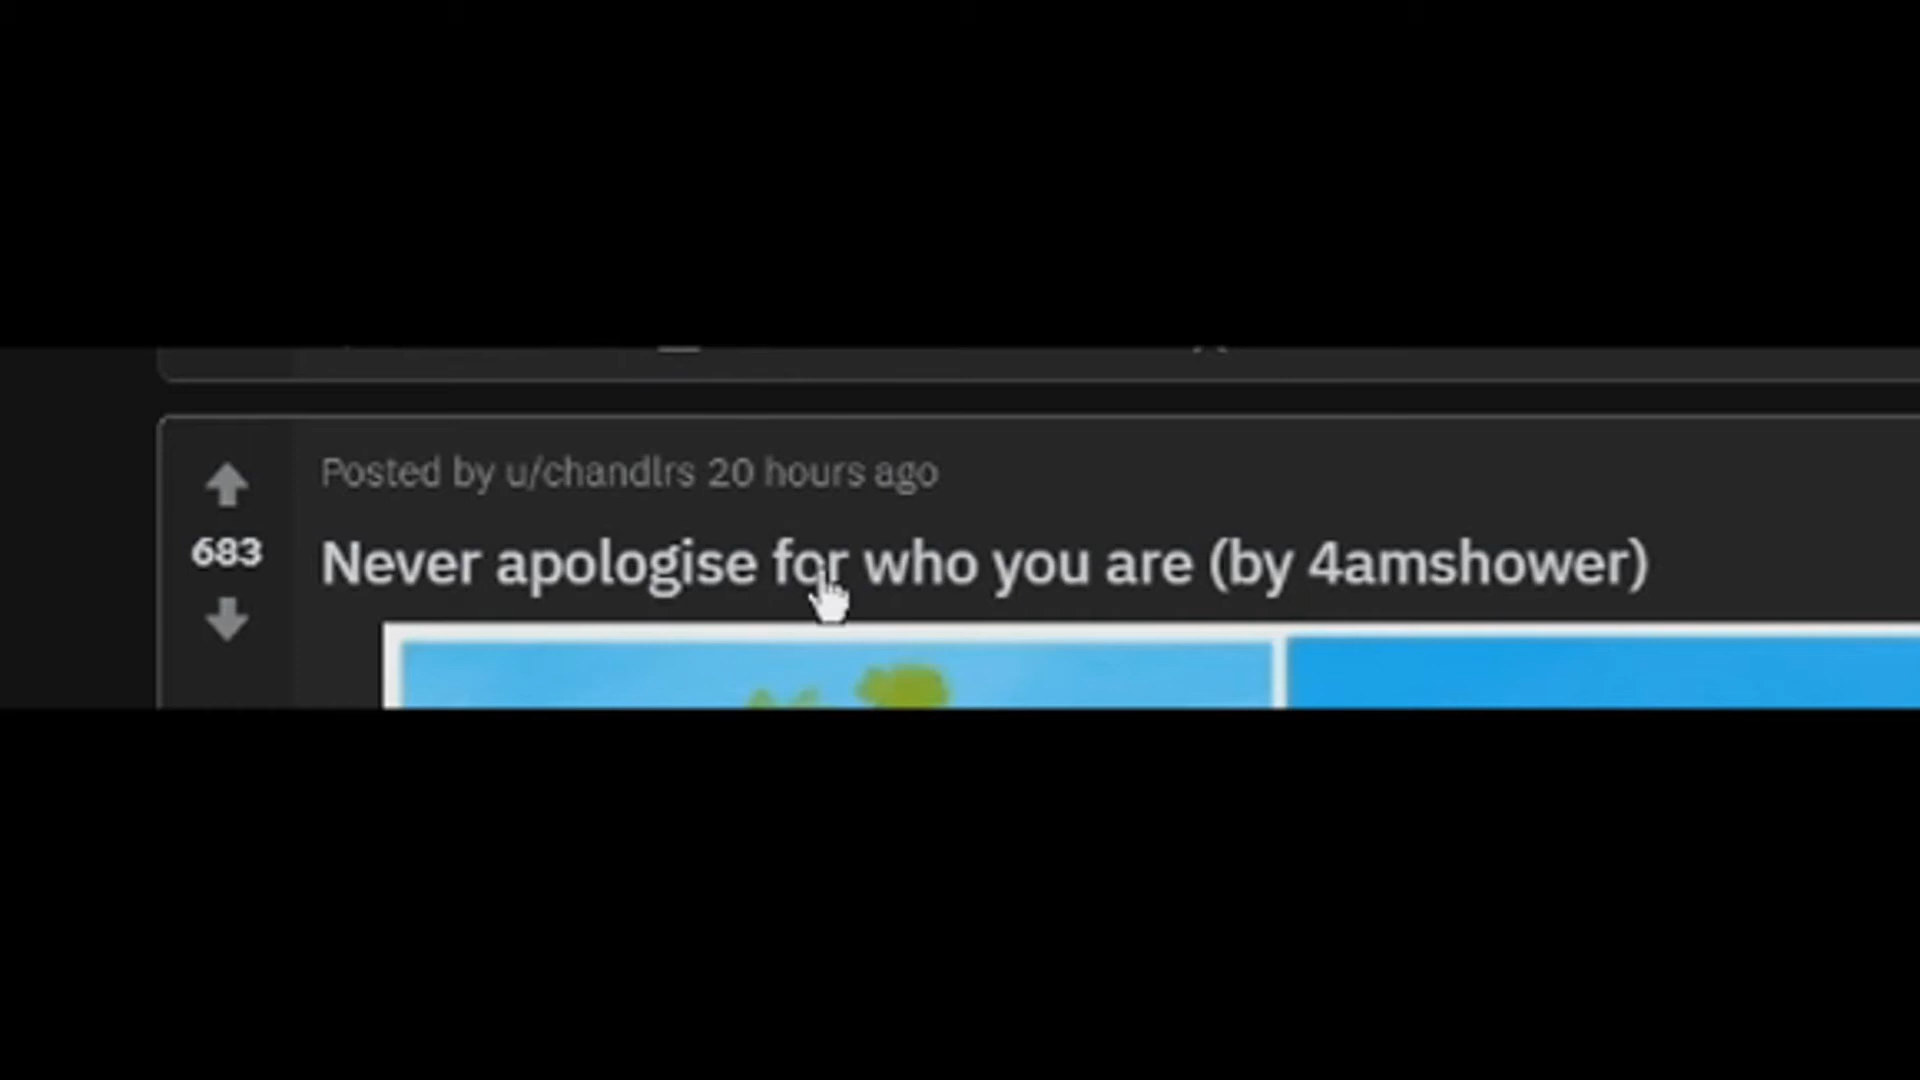 Posted by u/chandlrs 20 hours ago
683
Never apologise for who you are (by 4amshower)